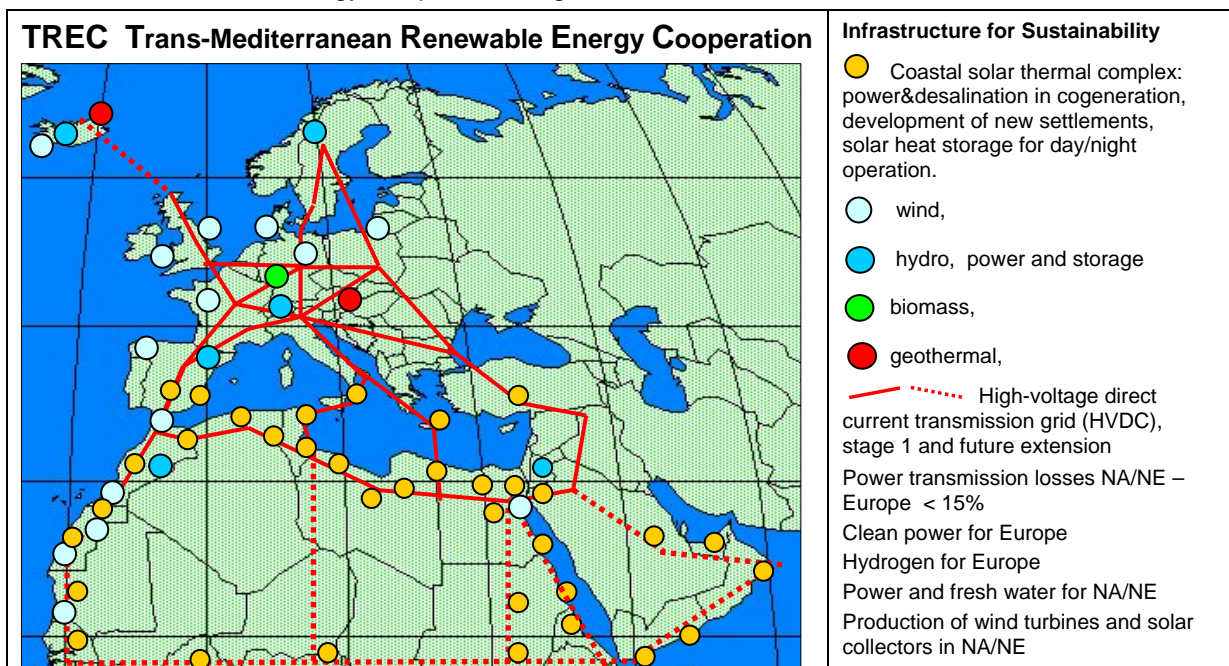 TREC Trans-Mediterranean Renewable Energy Cooperation
Infrastructure for Sustainability
Coastal solar thermal complex:
power&desalination in cogeneration,
development of new settlements,
solar heat storage for day/night
operation.
wind,
hydro, power and storage
biomass,
geothermal,
High-voltage direct
current transmission grid (HVDC),
stage 1 and future extension
Power transmission losses NA/NE –
Europe < 15%
Clean power for Europe
Hydrogen for Europe
Power and fresh water for NA/NE
Production of wind turbines and solar
collectors in NA/NE